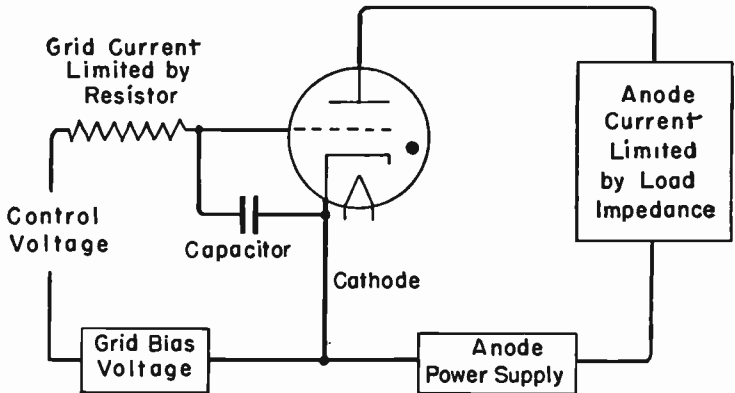 Grid Current
Limited by
Resistor
Anode
Current
Limited
by Load
Impedance
Control
Voltage
Capacitor
Cathode
Grid Bias
Voltage
Anode
Power Supply